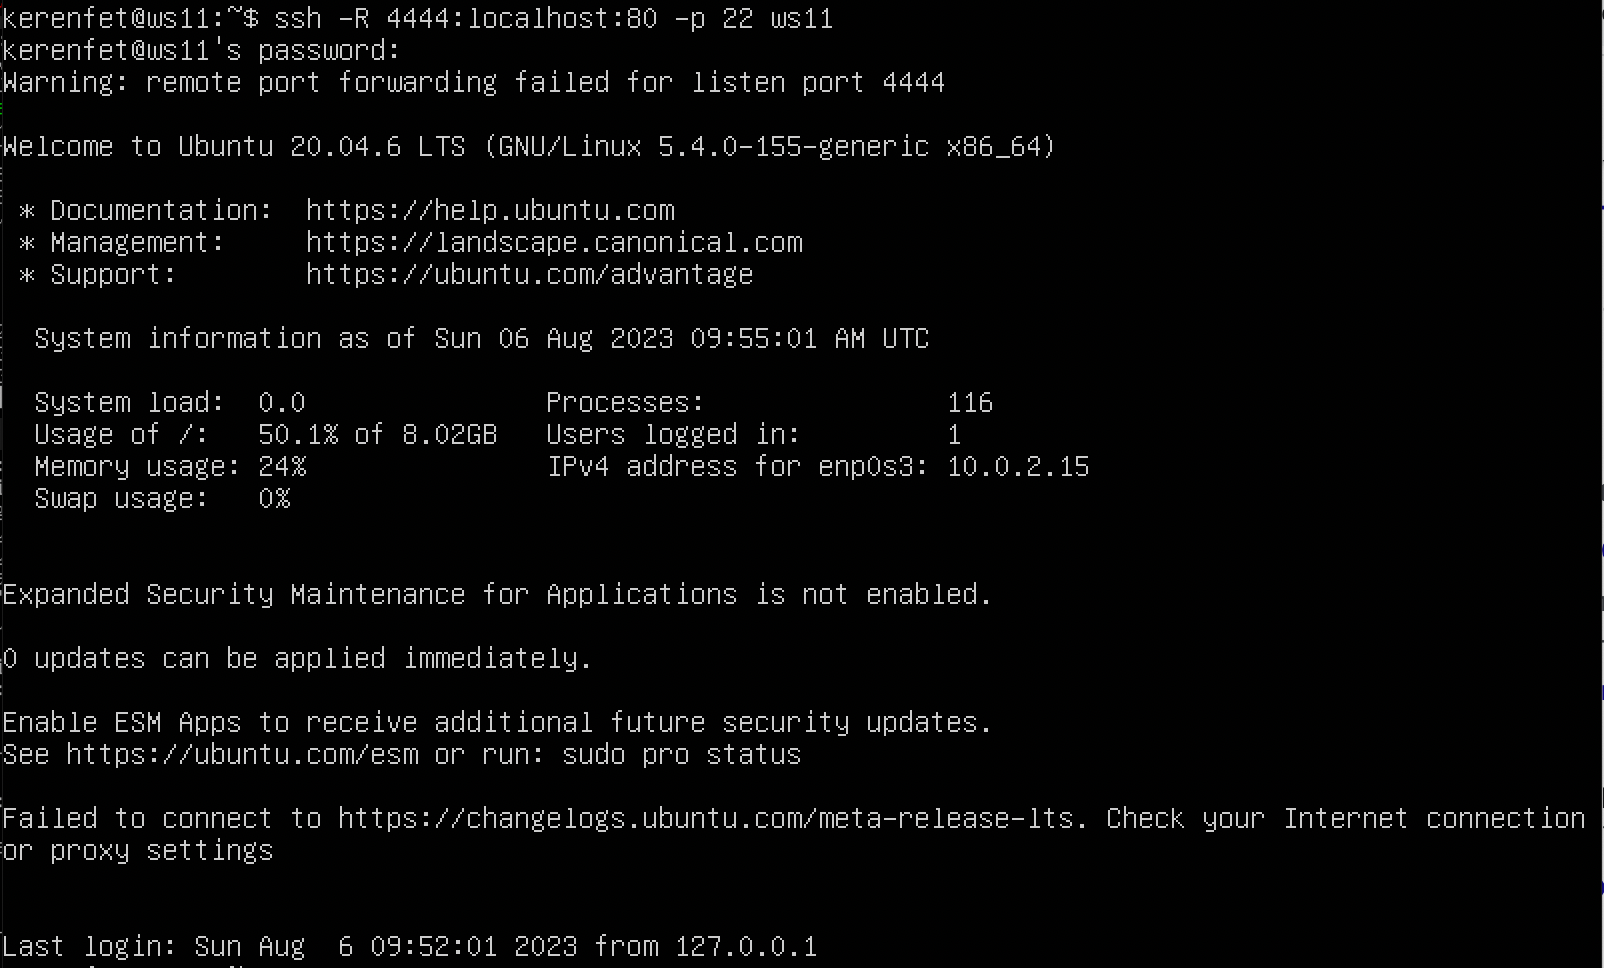 kerenfet@ws11:~$ ssh -R 4444:localhost:80 -p 22 ws11
kerenfet@ws11's password:
Warning: remote port forwarding failed for listen port 4444
Welcome to Ubuntu 20.04.6 LTS (GNU/Linux 5.4.0-155-generic x86_64)
* Documentation:  https://help.ubuntu.com
* Management:     https://landscape.canonical.com
* Support:        https://ubuntu.com/advantage
System information as of Sun 06 Aug 2023 09:55:01 AM UTC
System load:  0.0               Processes:               116
Usage of /:   50.1% of 8.02GB   Users logged in:         1
Memory usage: 24%               IPv4 address for enp0s3: 10.0.2.15
Swap usage:   0%
Expanded Security Maintenance for Applications is not enabled.
0 updates can be applied immediately.
Enable ESM Apps to receive additional future security updates.
See https://ubuntu.com/esm or run: sudo pro status
Failed to connect to https://changelogs.ubuntu.com/meta-release-lts. Check your Internet connection
or proxy settings
Last login: Sun Aug  6 09:52:01 2023 from 127.0.0.1